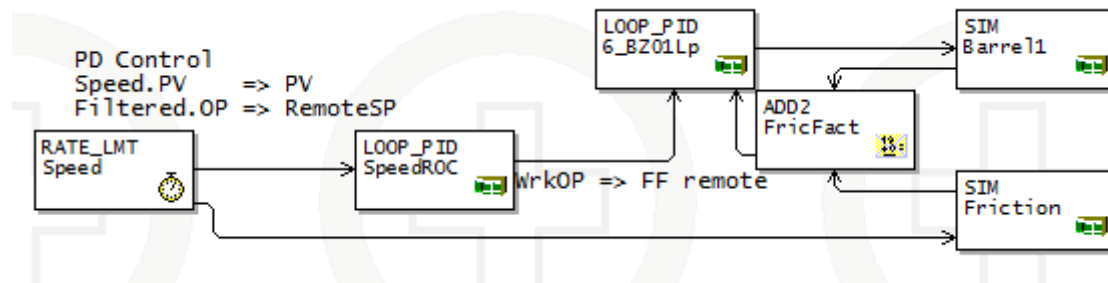 LOOP_PID
6_BZ01Lp
SIM
Barrel1
PD Control
Speed.PV => PV
Filtered.OP => RemoteSP
ADD2
FricFact
RATE_LMT
Speed
LOOP_PID
SpeedROC
WrkOP => FF remote
SIM
Friction